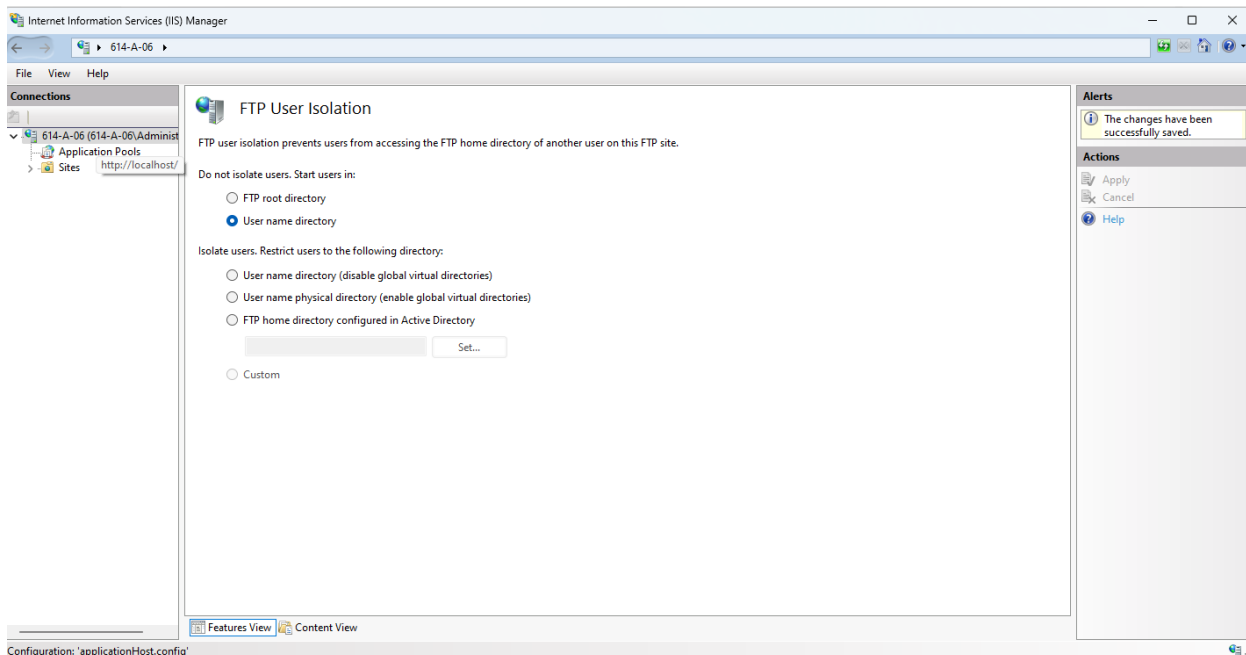 Internet Information Services (IIS) Manager
614-A-06
File View Help
Connections
614-A-06 (614-A-06\Administ
Application Pools
Sites
http://localhost/
FTP User Isolation
FTP user isolation prevents users from accessing the FTP home directory of another user on this FTP site.
Do not isolate users. Start users in:
FTP root directory
User name directory
Isolate users. Restrict users to the following directory:
User name directory (disable global virtual directories)
User name physical directory (enable global virtual directories)
FTP home directory configured in Active Directory
Set...
Custom
Features View Content View
Alerts
The changes have been
successfully saved.
Actions
Apply
Cancel
Help
Configuration: 'applicationHost.config'